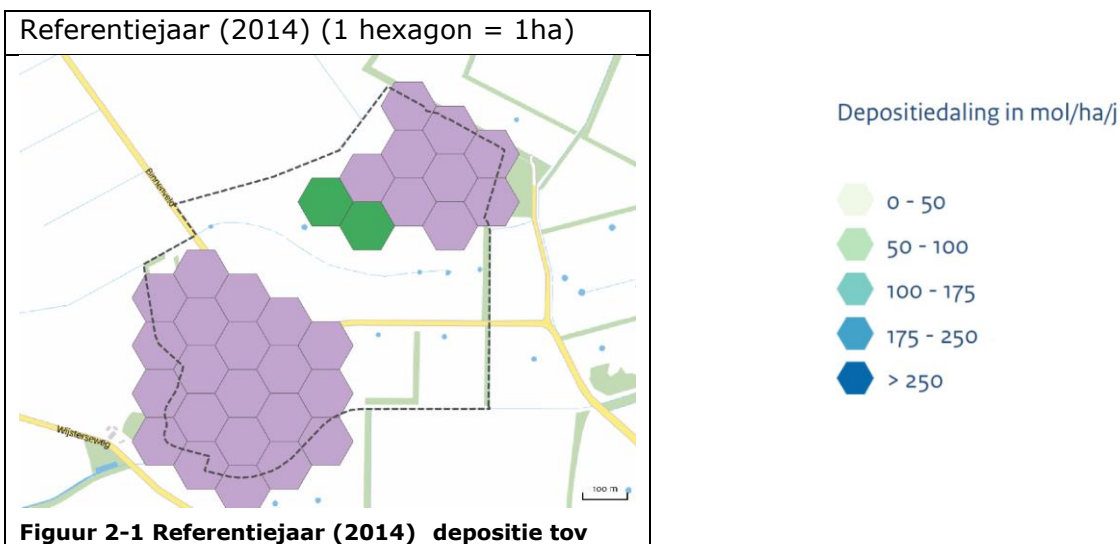 Referentiejaar (2014) (1 hexagon = 1ha)
Binnenveld
Wijsterseweg
100 m
Figuur 2-1 Referentiejaar (2014) depositie tov
Depositiedaling in mol/ha/j
0 - 50
50 - 100
100 - 175
175 - 250
> 250